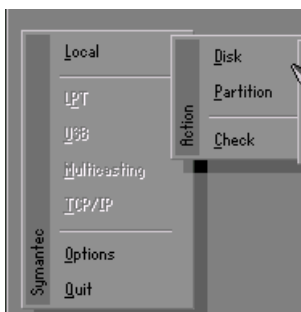 Local
LPT
USB
Multicasting
TCP/IP
Options
Quit
Symantec
Disk
Partition
Check
Action